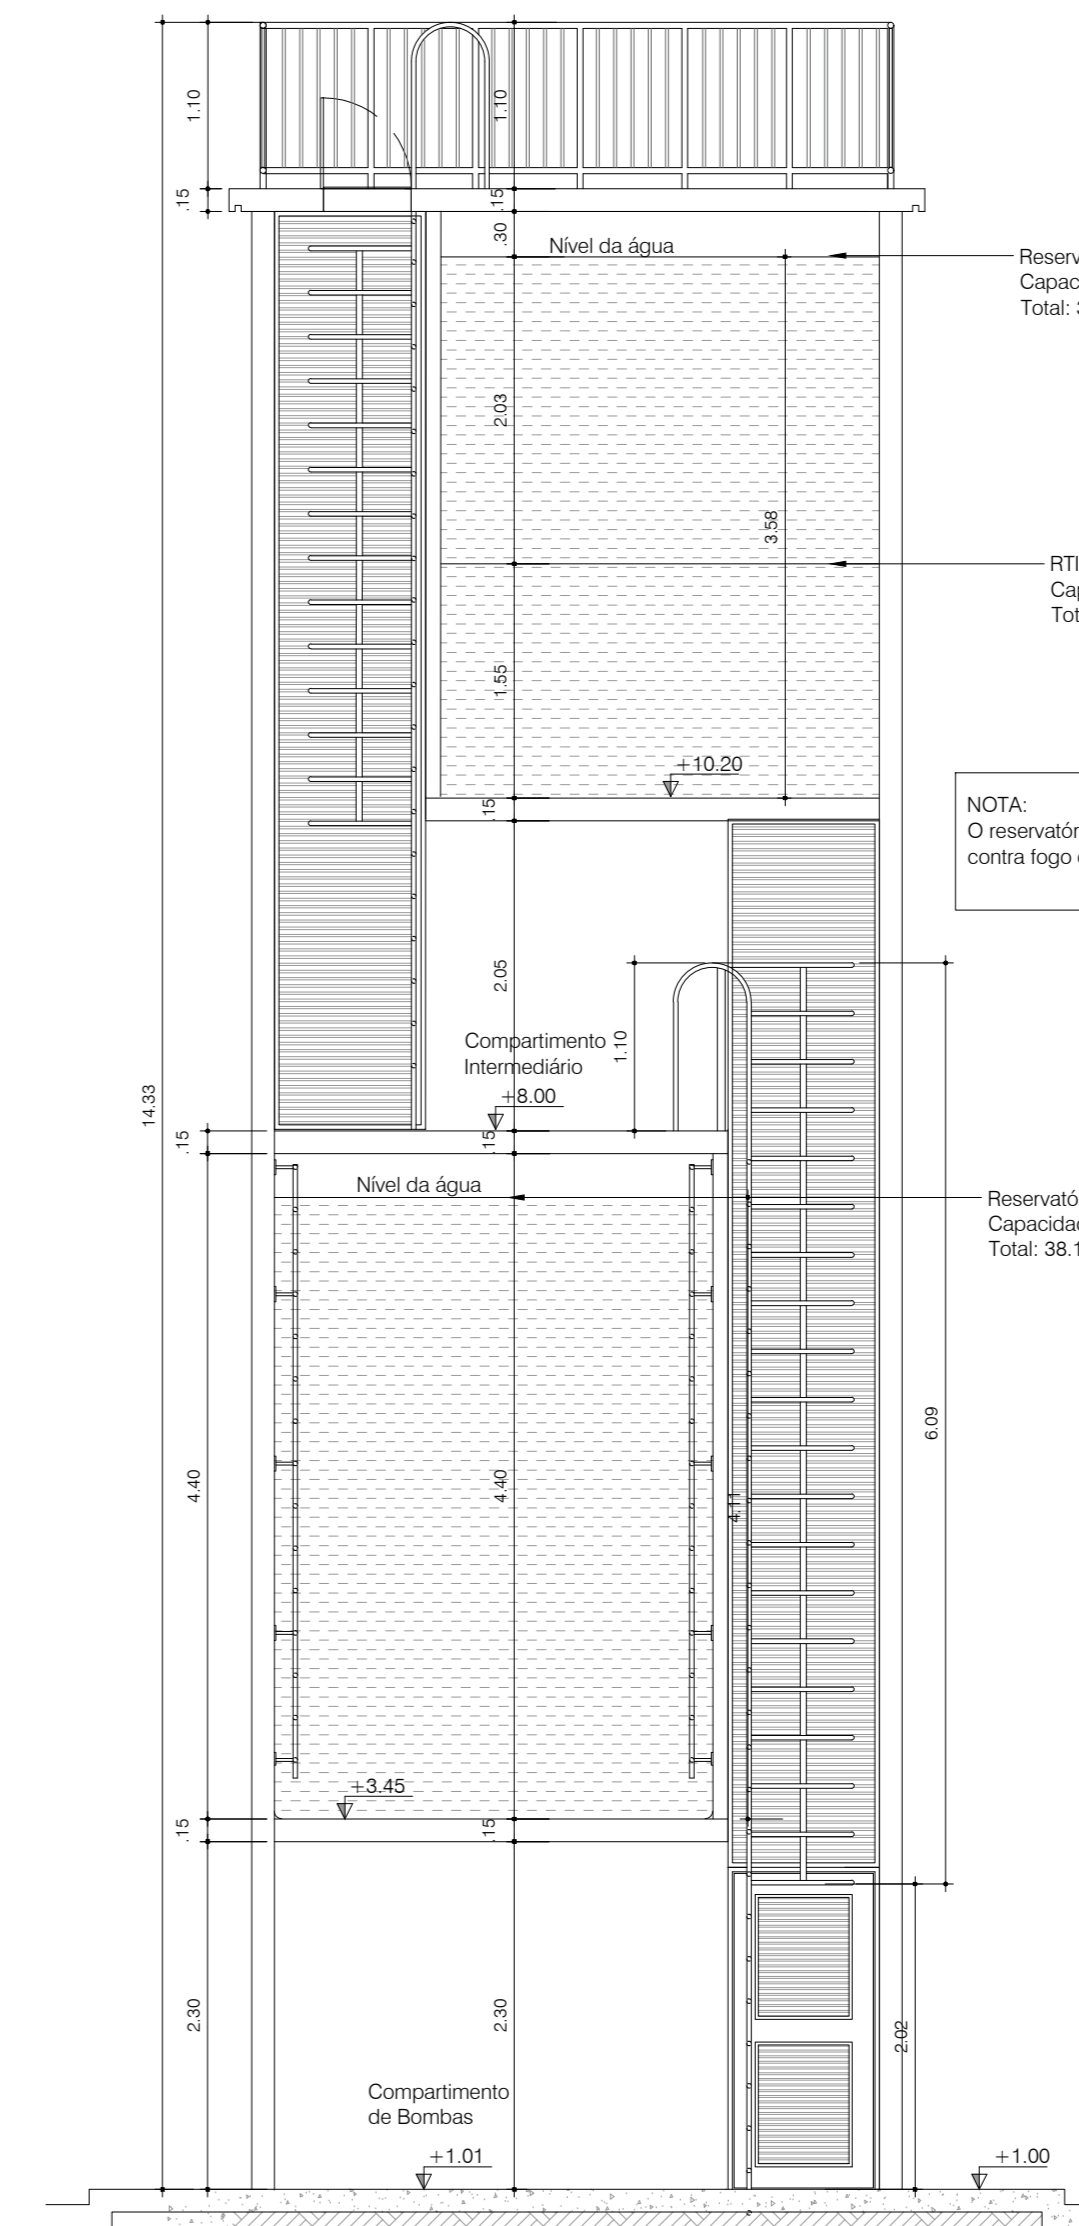 1.10
1.10
.15
.15
.30
Nível da água
Reserv
Capac
Total: 3
2.03
3.58
RTI
Cap
Tot
1.55
+10.20
.15
NOTA:
O reservatór
contra fogo
2.05
1.10
Compartimento
Intermediário
+8.00
14.33
.15
.15
Nível da água
Reservató
Capacidad
Total: 38.1
6.09
4.40
4.40
4.11
+3.45
.15
.15
2.30
2.30
2.02
Compartimento
de Bombas
+1.01
+1.00